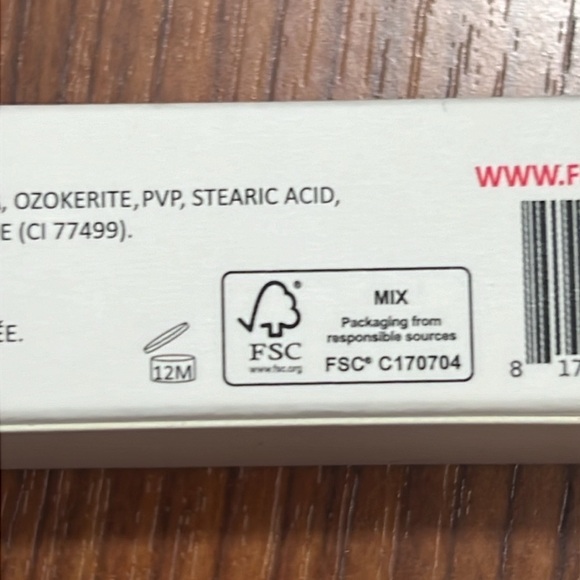 , OZOKERITE, PVP, STEARIC ACID,
E (CI 77499).
WWW.F
ÉE.
12M
FSC
www.fsc.org
MIX
Packaging from
responsible sources
FSC® C170704
8 17